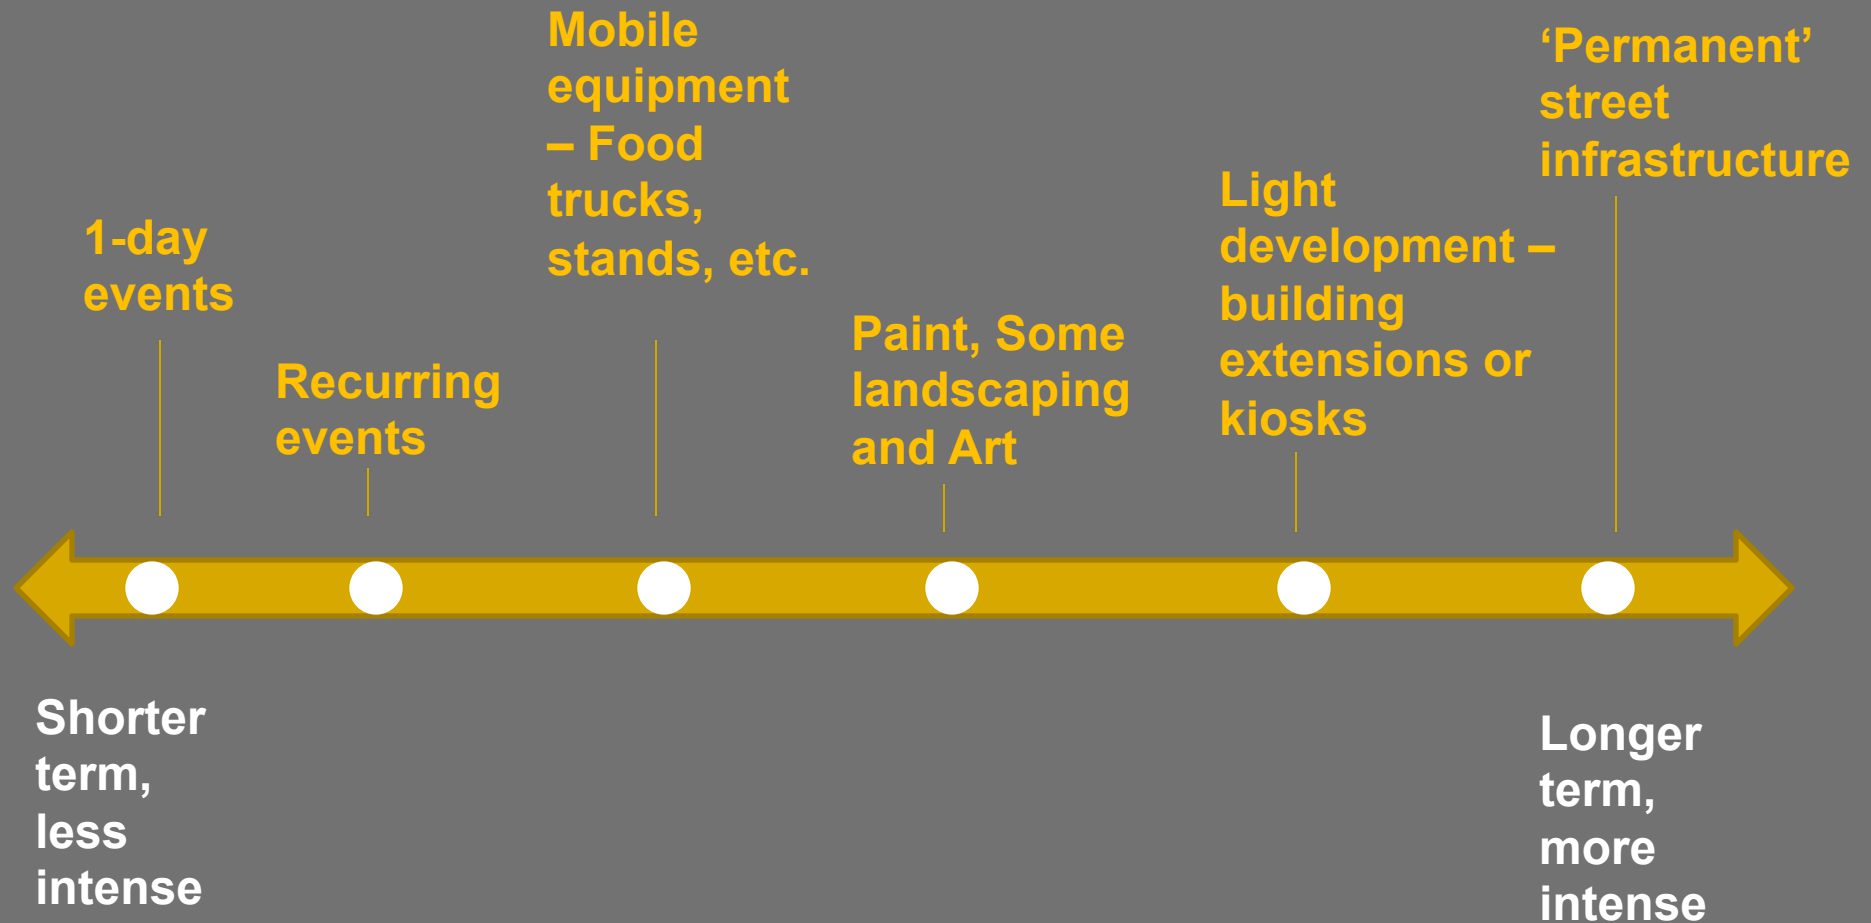 1-day
events
Recurring
events
Mobile
equipment
– Food
trucks,
stands, etc.
Paint, Some
landscaping
and Art
Light
development –
building
extensions or
kiosks
‘Permanent’
street
infrastructure
Shorter
term,
less
intense
Longer
term,
more
intense